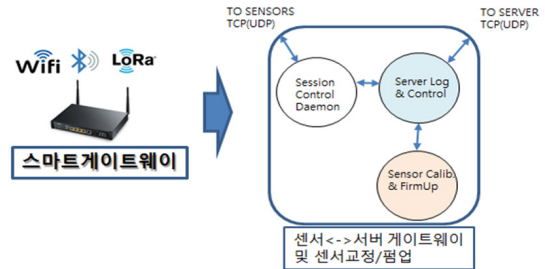 Wifi
LoRa
스마트게이트웨이
TO SENSORS
TCP(UDP)
TO SERVER
TCP(UDP)
Session
Control
Daemon
Server Log
& Control
Sensor Calib.
& FirmUp
센서<->서버 게이트웨이
및 센서교정/펌업